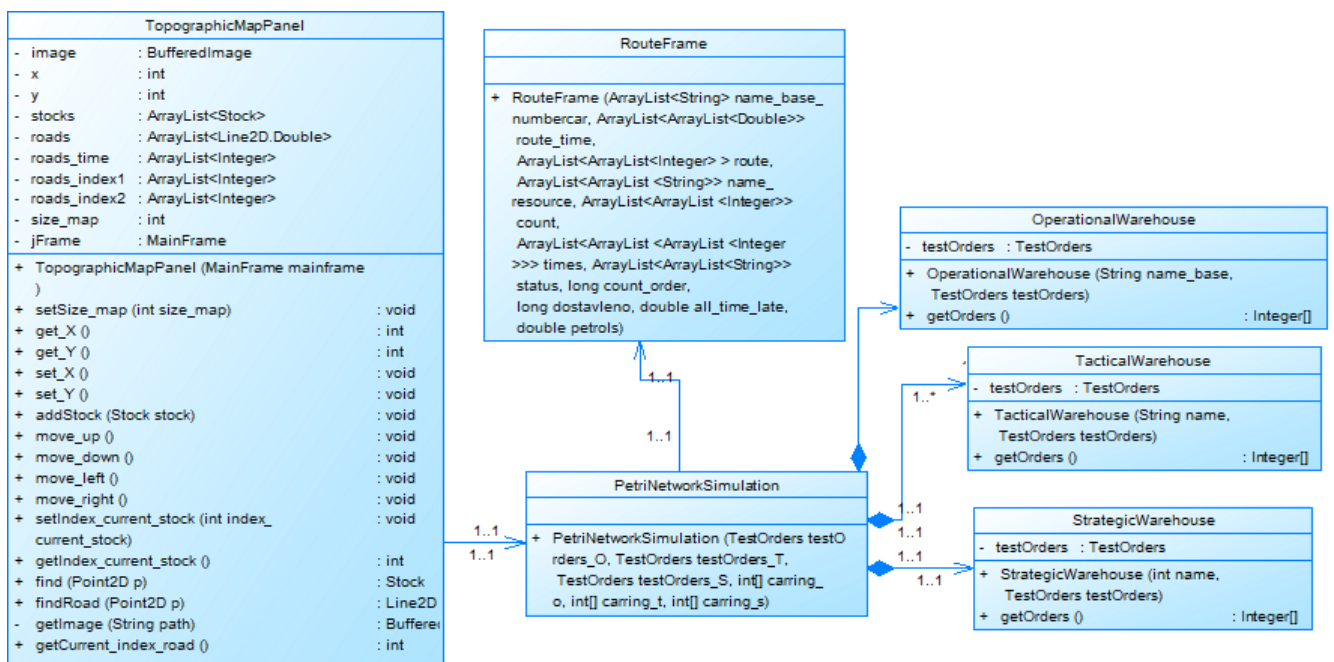 TopographicMapPanel
- image : BufferedImage
- x : int
- y : int
- stocks : ArrayList<Stock>
- roads : ArrayList<Line2D.Double>
- roads_time : ArrayList<Integer>
- roads_index1 : ArrayList<Integer>
- roads_index2 : ArrayList<Integer>
- size_map : int
- jFrame : MainFrame
+ TopographicMapPanel (MainFrame mainframe
)
+ setSize_map (int size_map) : void
+ get_X () : int
+ get_Y () : int
+ set_X () : void
+ set_Y () : void
+ addStock (Stock stock) : void
+ move_up () : void
+ move_down () : void
+ move_left () : void
+ move_right () : void
+ setIndex_current_stock (int index_ : void
current_stock)
+ getIndex_current_stock () : int
+ find (Point2D p) : Stock
+ findRoad (Point2D p) : Line2D
- getImage (String path) : Buffere
+ getCurrent_index_road () : int
RouteFrame
+ RouteFrame (ArrayList<String> name_base_
numbercar, ArrayList<ArrayList<Double>>
route_time,
ArrayList<ArrayList<Integer> > route,
ArrayList<ArrayList <String>> name_
resource, ArrayList<ArrayList <Integer>>
count,
ArrayList<ArrayList <ArrayList <Integer
>>> times, ArrayList<ArrayList<String>>
status, long count_order,
long dostavleno, double all_time_late,
double petrols)
1..1
1..1
PetriNetworkSimulation
+ PetriNetworkSimulation (TestOrders testO
rders_O, TestOrders testOrders_T,
TestOrders testOrders_S, int[] carring_
o, int[] carring_t, int[] carring_s)
1..1
1..1
OperationalWarehouse
- testOrders : TestOrders
+ OperationalWarehouse (String name_base,
TestOrders testOrders)
+ getOrders () : Integer[]
1..*
TacticalWarehouse
- testOrders : TestOrders
+ TacticalWarehouse (String name,
TestOrders testOrders)
+ getOrders () : Integer[]
1..1
1..1
1..1
1..1
StrategicWarehouse
- testOrders : TestOrders
+ StrategicWarehouse (int name,
TestOrders testOrders)
+ getOrders () : Integer[]